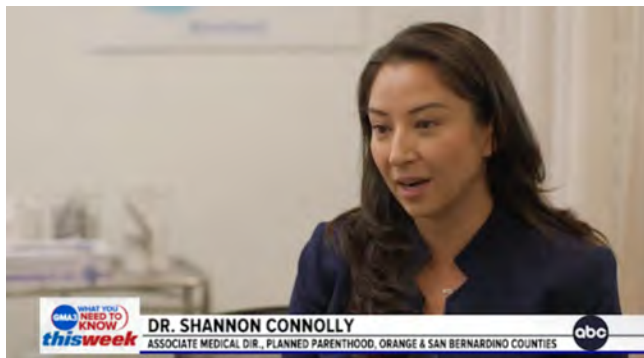 GMA3
WHAT YOU
NEED TO
KNOW
thisweek
DR. SHANNON CONNOLLY
ASSOCIATE MEDICAL DIR., PLANNED PARENTHOOD, ORANGE & SAN BERNARDINO COUNTIES
abc